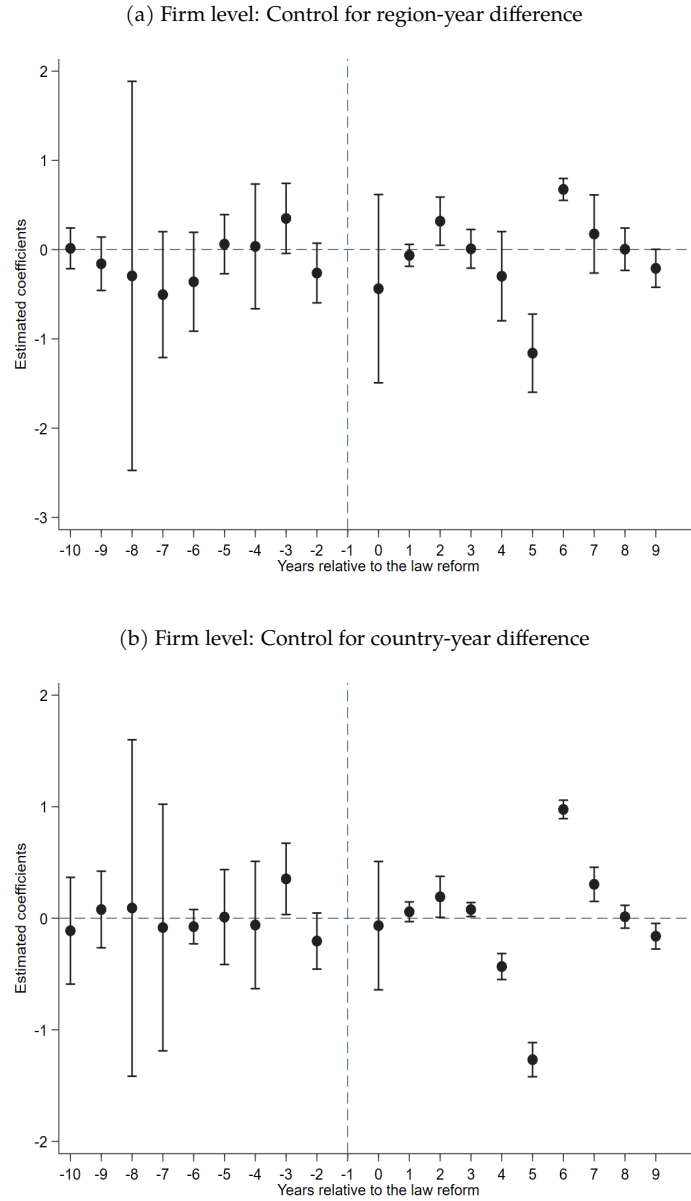 (a) Firm level: Control for region-year difference
2
1
0
-1
-2
-3
Estimated coefficients
-10 -9 -8 -7 -6 -5 -4 -3 -2 -1 0 1 2 3 4 5 6 7 8 9
Years relative to the law reform
(b) Firm level: Control for country-year difference
2
1
0
-1
-2
Estimated coefficients
-10 -9 -8 -7 -6 -5 -4 -3 -2 -1 0 1 2 3 4 5 6 7 8 9
Years relative to the law reform